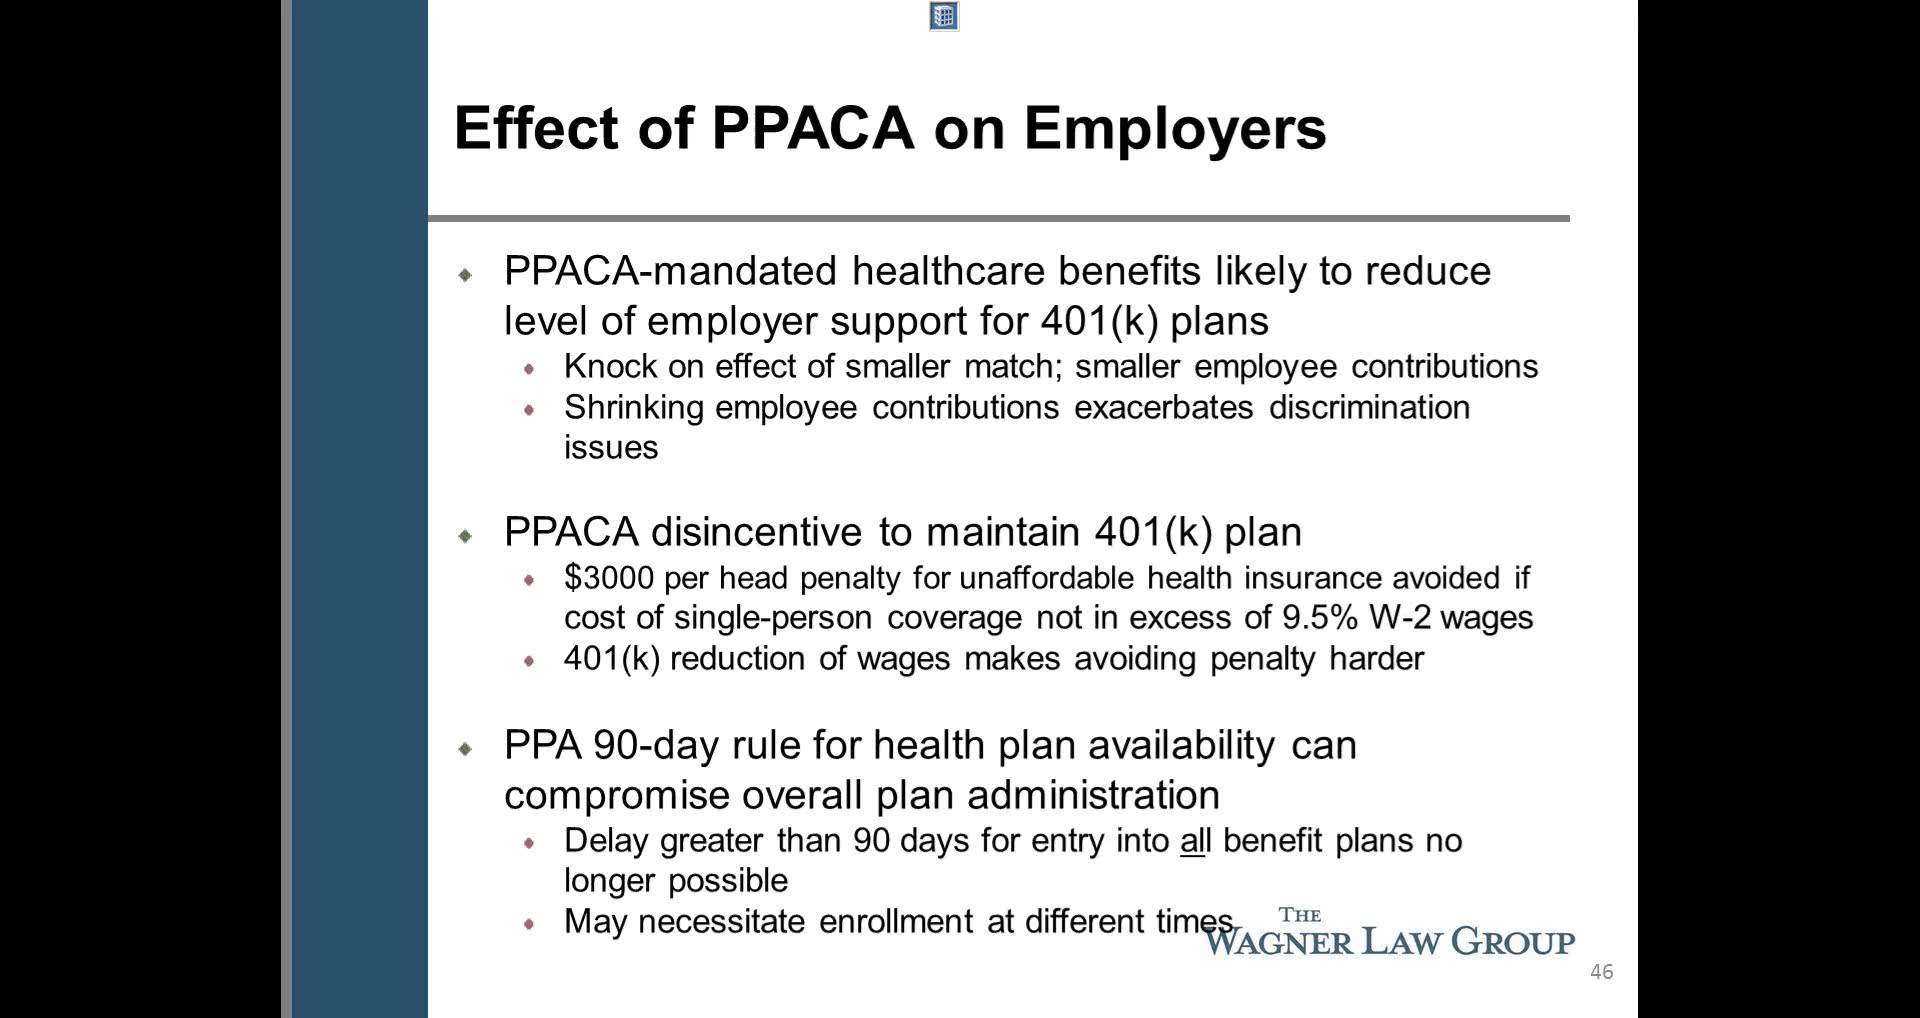 Effect of PPACA on Employers
PPACA-mandated healthcare benefits likely to reduce
level of employer support for 401(k) plans
Knock on effect of smaller match; smaller employee contributions
Shrinking employee contributions exacerbates discrimination
issues
PPACA disincentive to maintain 401(k) plan
$3000 per head penalty for unaffordable health insurance avoided if
cost of single-person coverage not in excess of 9.5% W-2 wages
401(k) reduction of wages makes avoiding penalty harder
PPA 90-day rule for health plan availability can
compromise overall plan administration
Delay greater than 90 days for entry into all benefit plans no
longer possible
May necessitate enrollment at different times
THE
WAGNER LAW GROUP
46